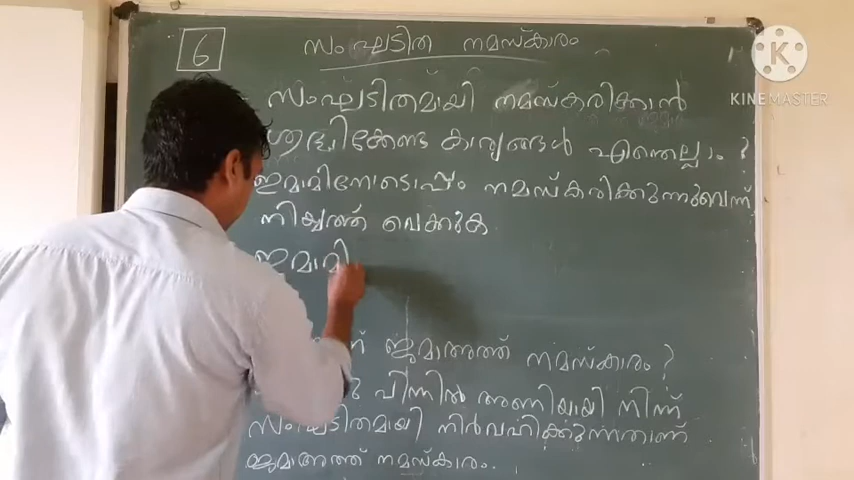 6
സംഘടിത നമസ്കാരം
സംഘടിതമായി നമസ്കരിക്കാൻ
ശ്രദ്ധിക്കേണ്ട കാര്യങ്ങൾ എന്തെല്ലാം ?
ഇമാമിനോടൊപ്പം നമസ്കരിക്കുന്നുവെന്ന്
നിയ്യത്ത് വെക്കുക
ഇമാമി
ജമാഅത്ത് നമസ്കാരം ?
പിന്നിൽ അണിയായി നിന്ന്
സംഘടിതമായി നിർവഹിക്കുന്നതാണ്
ജമാഅത്ത് നമസ്കാരം.
K
KINEMASTER